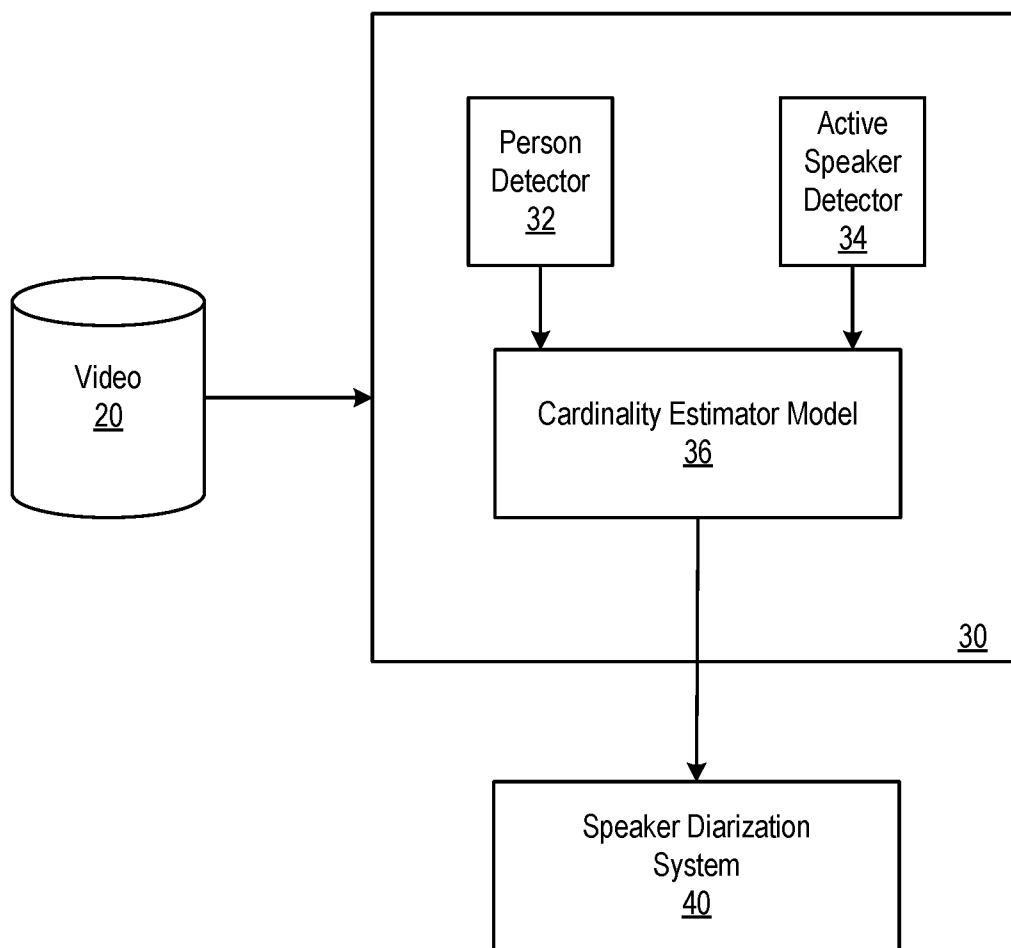 Person
Detector
32
Active
Speaker
Detector
34
Video
20
Cardinality Estimator Model
36
30
Speaker Diarization
System
40